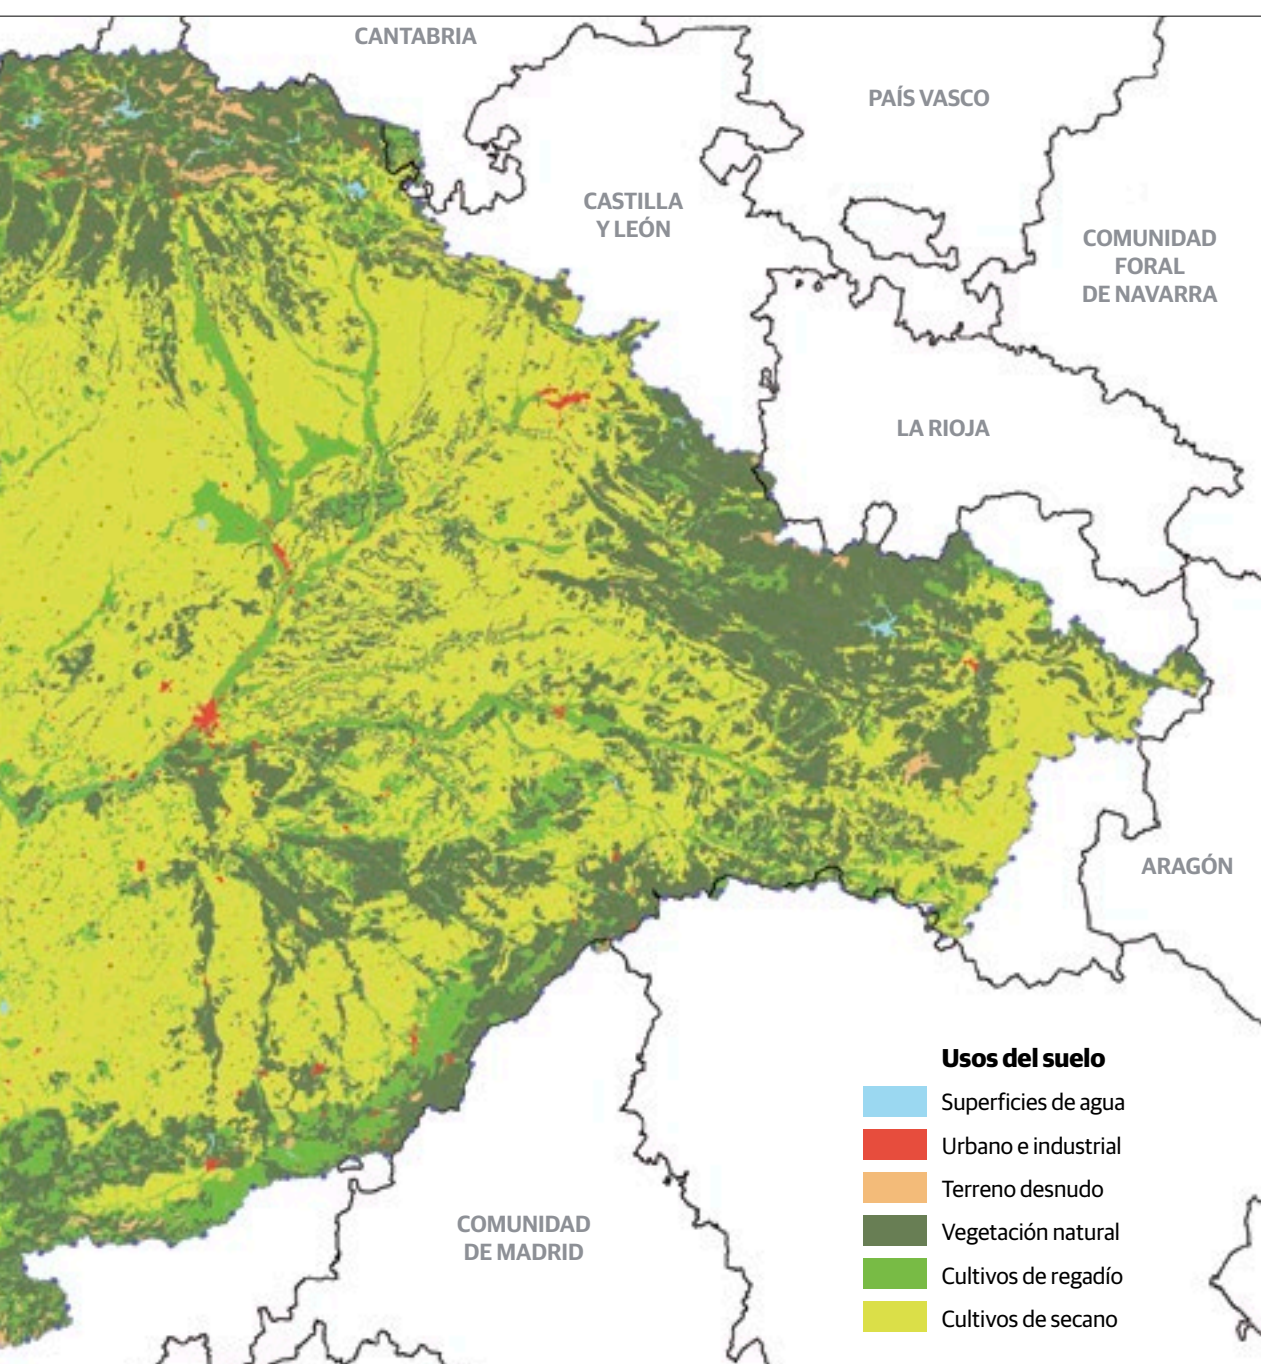 CANTABRIA
PAÍS VASCO
CASTILLA
Y LEÓN
COMUNIDAD
FORAL
DE NAVARRA
LA RIOJA
ARAGÓN
COMUNIDAD
DE MADRID
Usos del suelo
Superficies de agua
Urbano e industrial
Terreno desnudo
Vegetación natural
Cultivos de regadío
Cultivos de secano